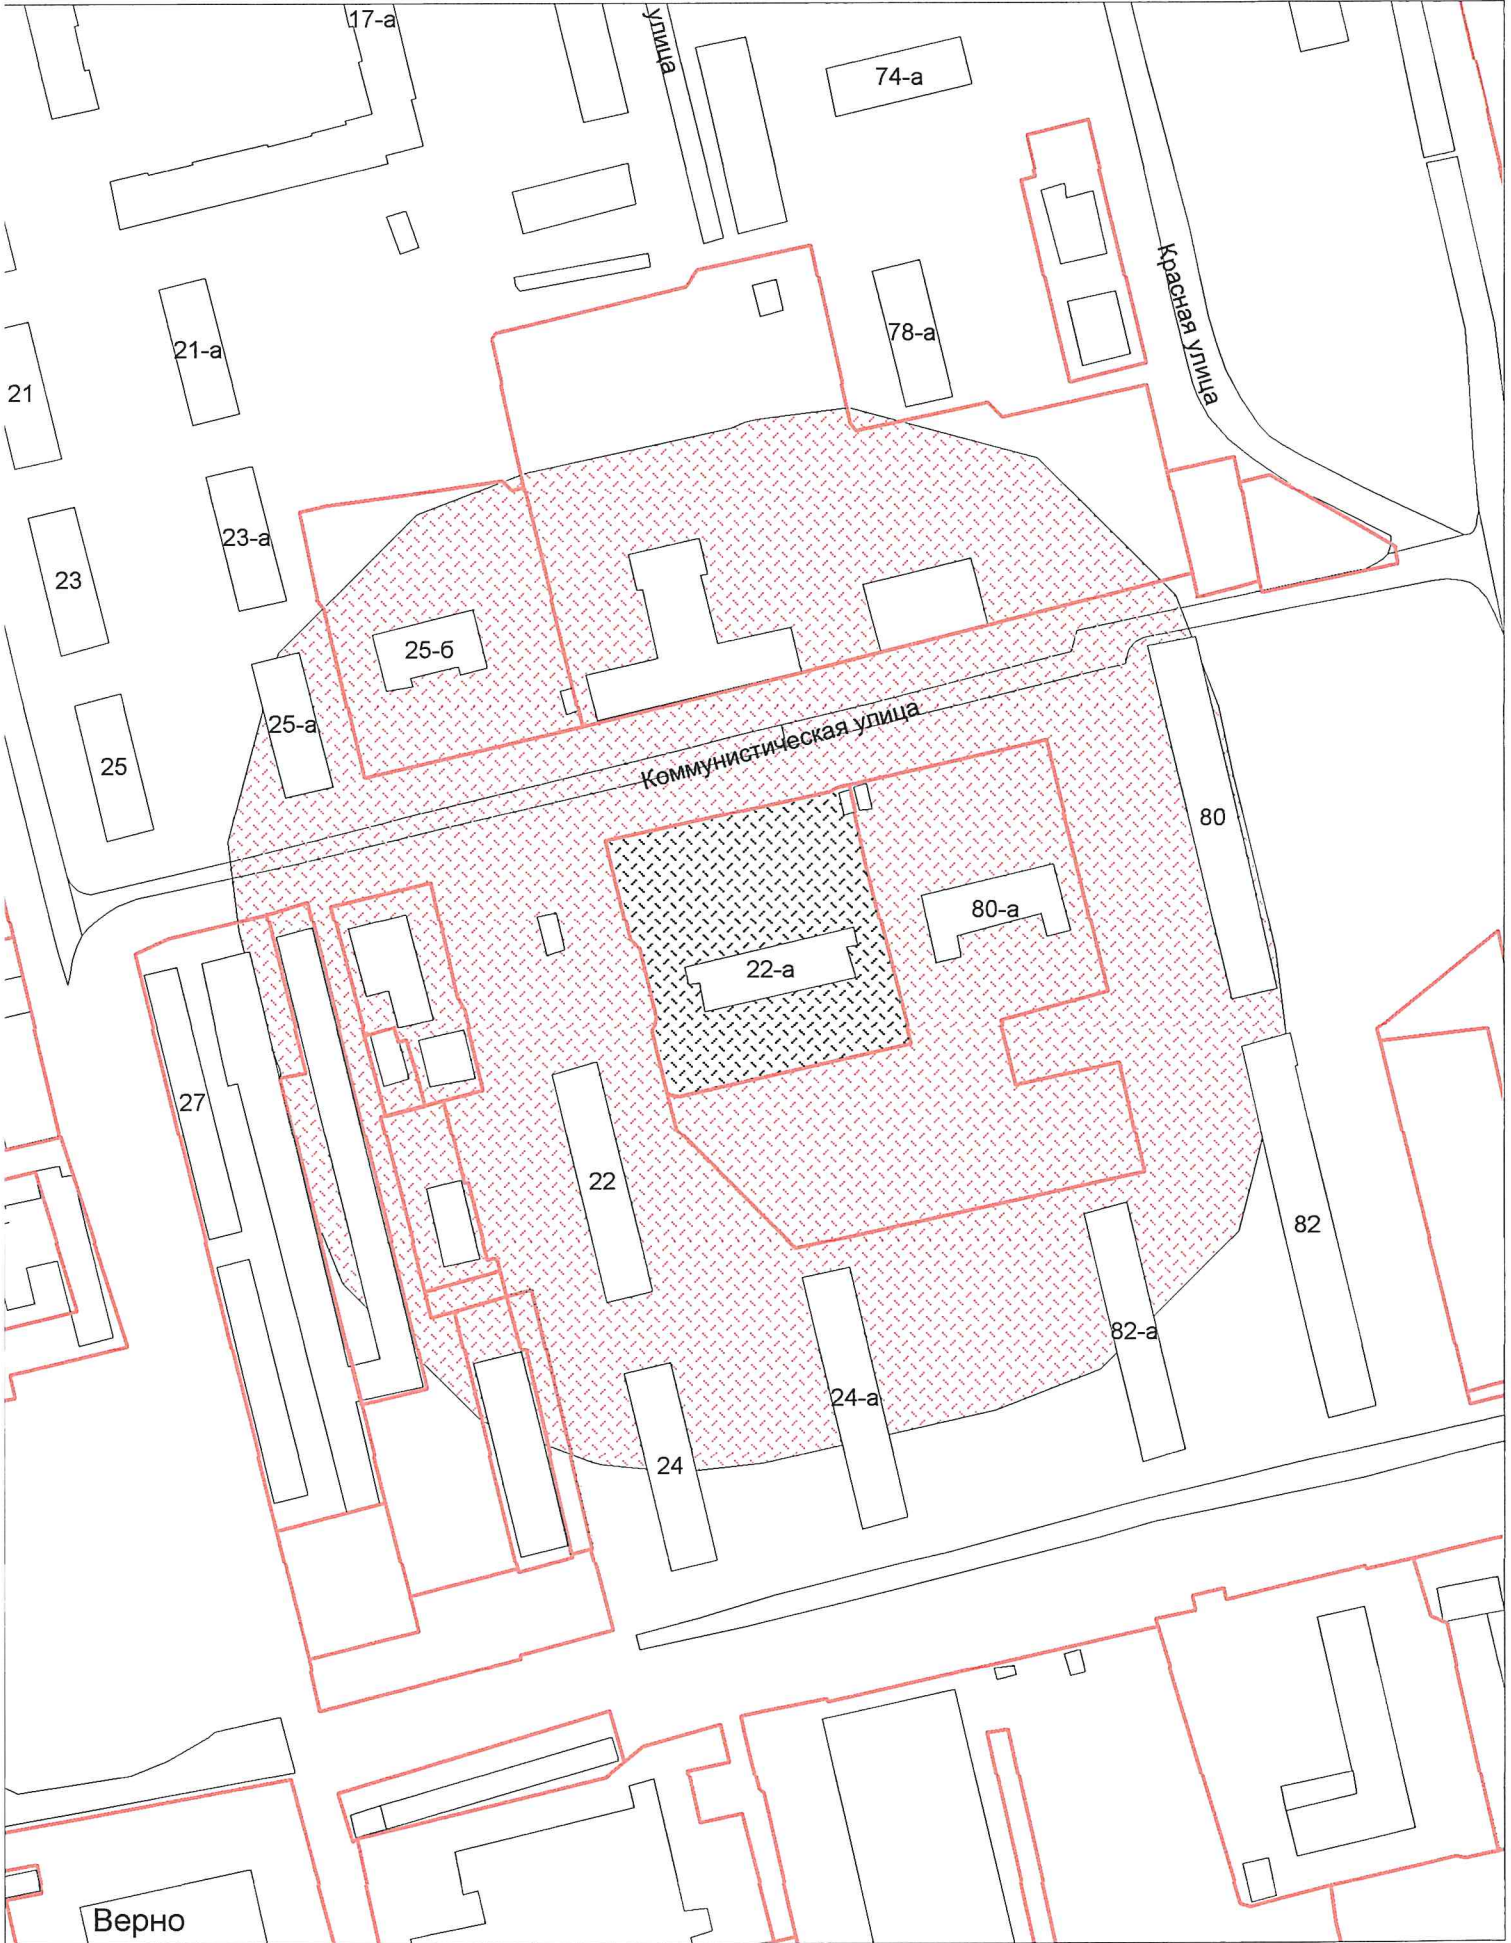 17-а
улица
74-а
Красная улица
21-а
78-а
21
23-а
23
25-б
25-а
Коммунистическая улица
25
80
80-а
22-а
27
22
82
82-а
24-а
24
Верно